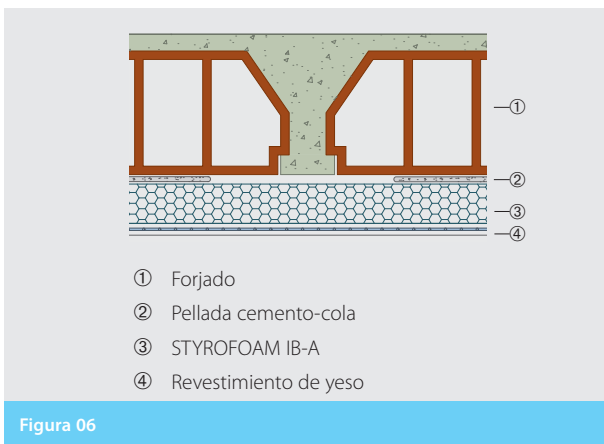 ①
②
③
④
① Forjado
② Pellada cemento-cola
③ STYROFOAM IB-A
④ Revestimiento de yeso
Figura 06